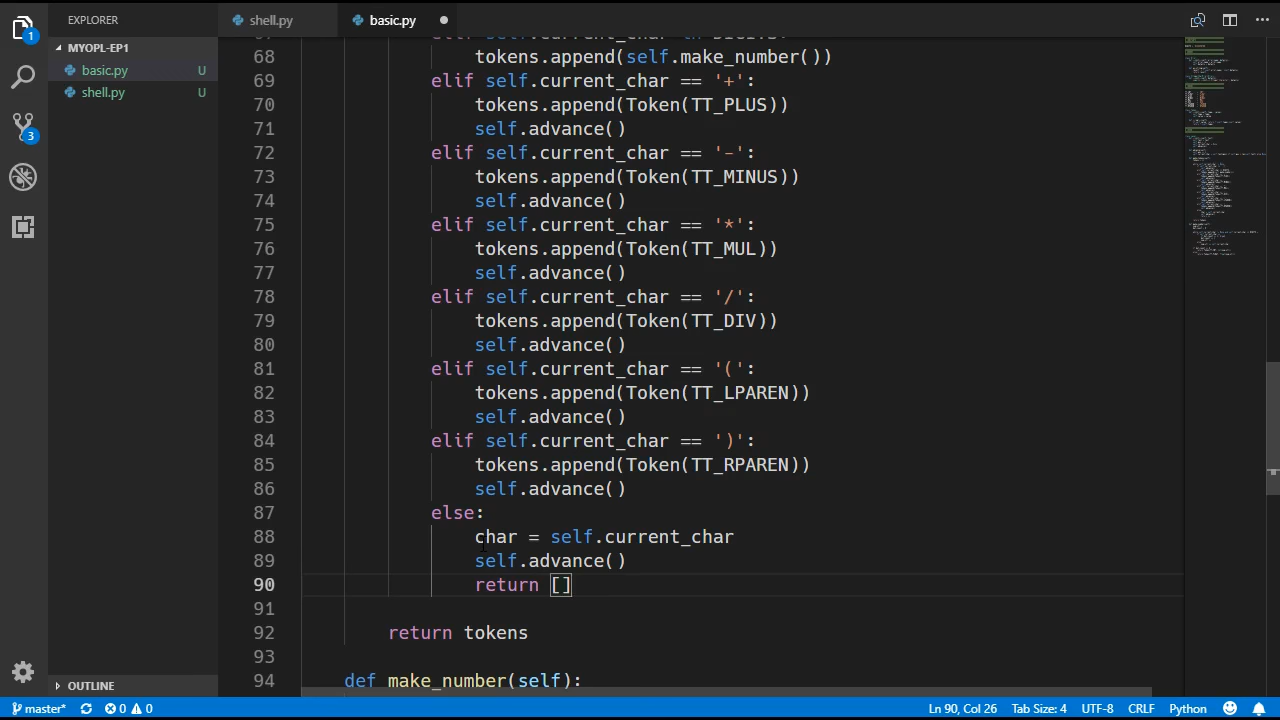 EXPLORER
shell.py
basic.py
MYOPL-EP1
basic.py U
shell.py U
68 tokens.append(self.make_number())
69 elif self.current_char == '+':
70 tokens.append(Token(TT_PLUS))
71 self.advance()
72 elif self.current_char == '-':
73 tokens.append(Token(TT_MINUS))
74 self.advance()
75 elif self.current_char == '*':
76 tokens.append(Token(TT_MUL))
77 self.advance()
78 elif self.current_char == '/':
79 tokens.append(Token(TT_DIV))
80 self.advance()
81 elif self.current_char == '(':
82 tokens.append(Token(TT_LPAREN))
83 self.advance()
84 elif self.current_char == ')':
85 tokens.append(Token(TT_RPAREN))
86 self.advance()
87 else:
88 char = self.current_char
89 self.advance()
90 return []
91
92 return tokens
93
94 def make_number(self):
1
3
OUTLINE
master* 0 0 Ln 90, Col 26 Tab Size: 4 UTF-8 CRLF Python